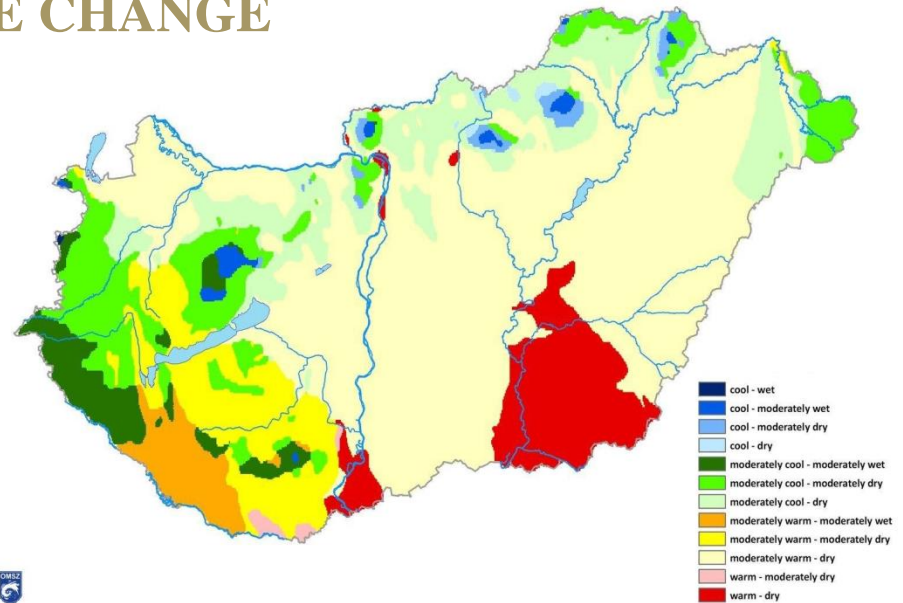 E CHANGE
cool - wet
cool - moderately wet
cool - moderately dry
cool - dry
moderately cool - moderately wet
moderately cool - moderately dry
moderately cool - dry
moderately warm - moderately wet
moderately warm - moderately dry
moderately warm - dry
warm - moderately dry
warm - dry
OMSZ